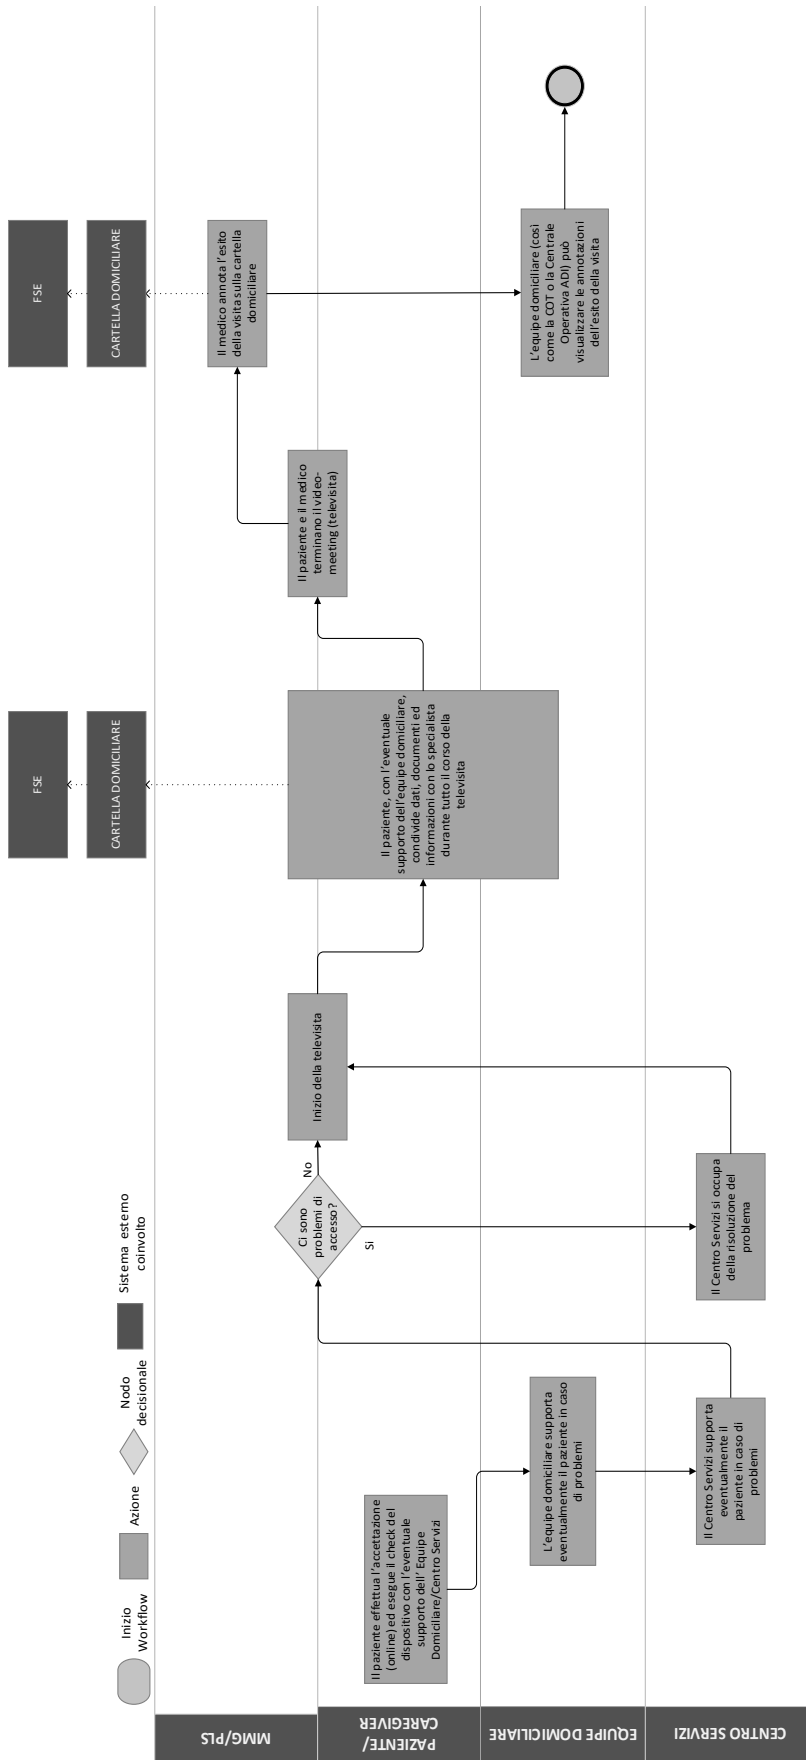 Inizio
Workflow
Azione
Nodo
decisionale
Sistema esterno
coinvolto
MMG/PLS
PAZIENTE/
CAREGIVER
EQUIPE DOMICILIARE
CENTRO SERVIZI
Il paziente effettua l'accettazione
(online) ed esegue il check del
dispositivo con l'eventuale
supporto dell' Equipe
Domiciliare/Centro Servizi
L'equipe domiciliare supporta
eventualmente il paziente in caso
di problemi
Il Centro Servizi supporta
eventualmente il
paziente in caso di
problemi
Ci sono
problemi di
accesso?
No
Si
Il Centro Servizi si occupa
della risoluzione del
problema
Inizio della televisita
Il paziente, con l'eventuale
supporto dell'equipe domiciliare,
condivide dati, documenti ed
informazioni con lo specialista
durante tutto il corso della
televisita
FSE
CARTELLA DOMICILIARE
Il paziente e il medico
terminano il video-
meeting (televisita)
Il medico annota l'esito
della visita sulla cartella
domiciliare
FSE
CARTELLA DOMICILIARE
L'equipe domiciliare (così
come la COT o la Centrale
Operativa ADI) può
visualizzare le annotazioni
dell'esito della visita